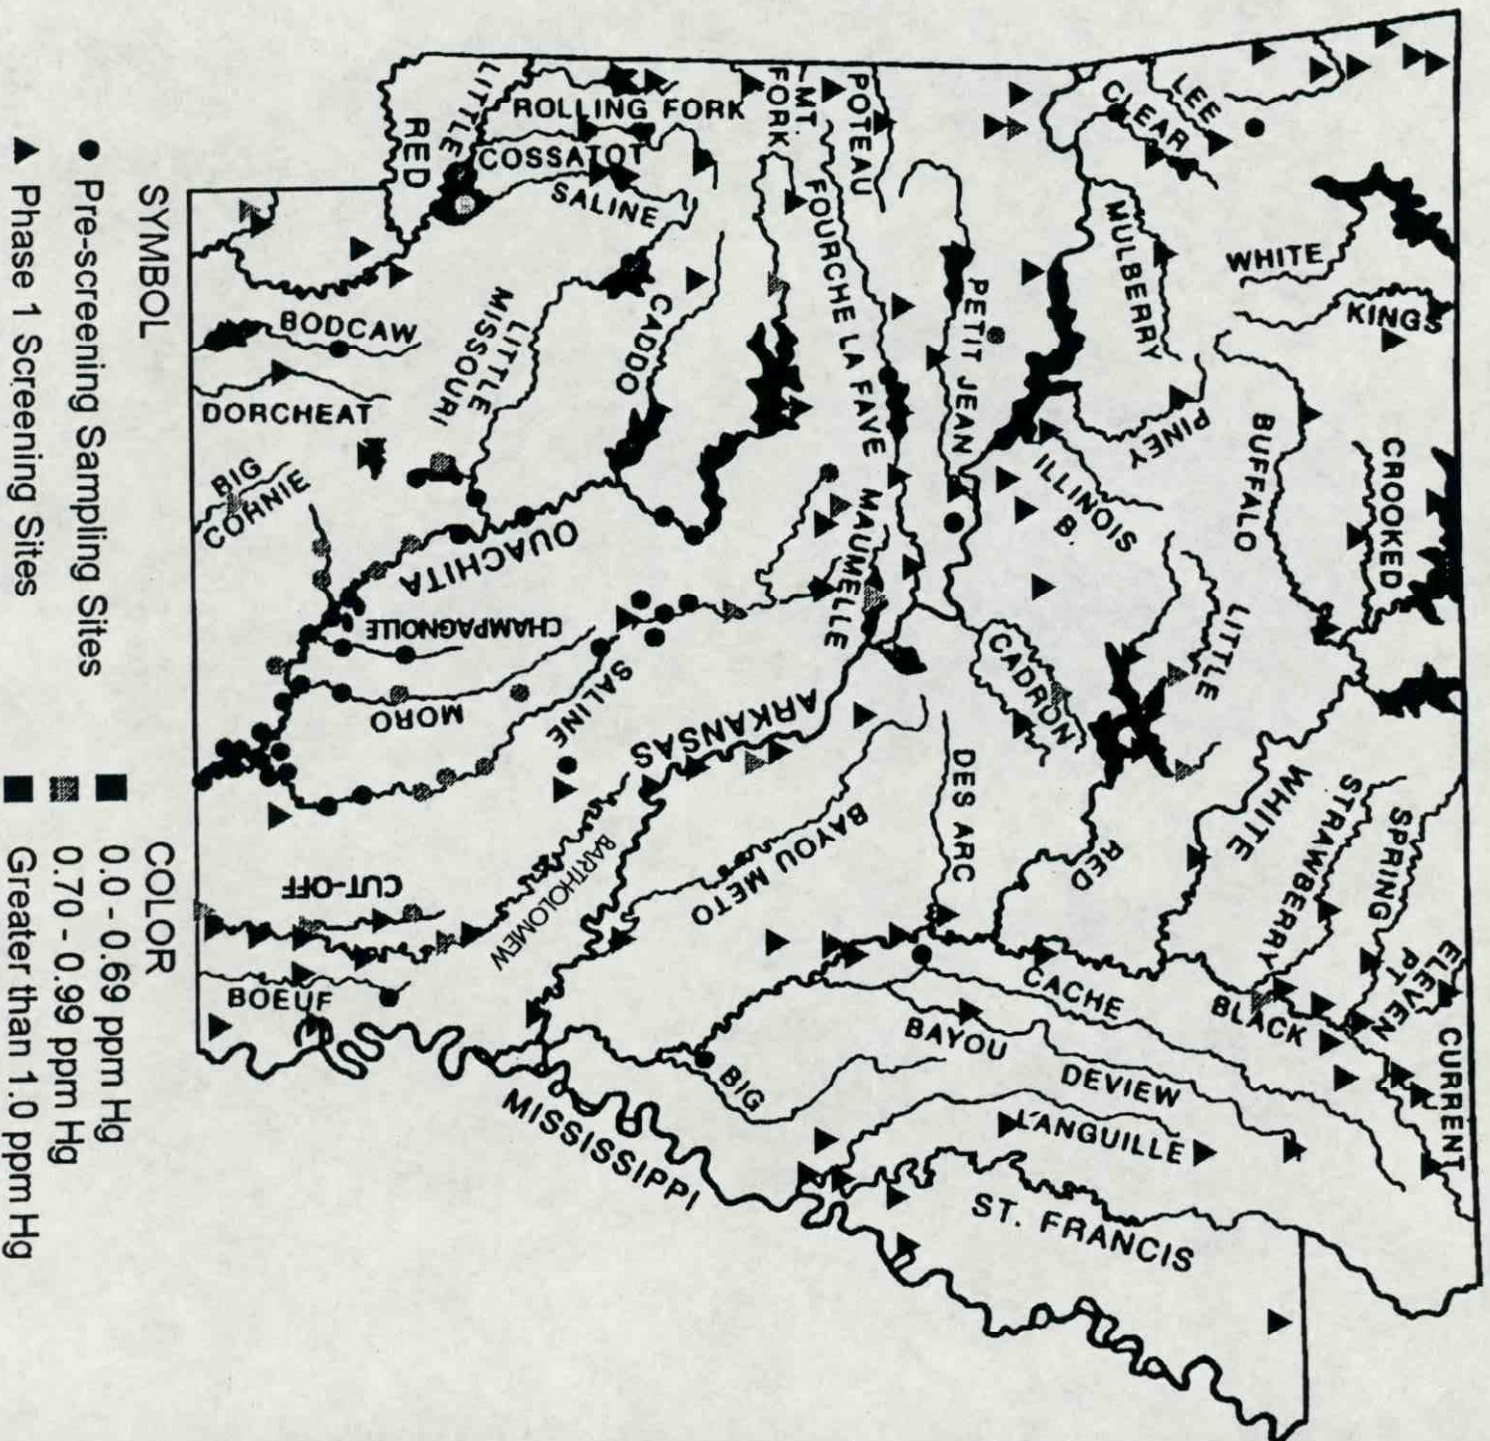 LEE
CLEAR
WHITE
KINGS
MULBERRY
PINEY
BUFFALO
CROOKED
ILLINOIS
B.
LITTLE
POTEAU
MT.
FORK
FOURCHE LA FAVE
PETIT JEAN
MAUMELLE
CADRON
WHITE
STRAWBERRY
SPRING
ELEVEN
PT.
CURRENT
BLACK
RED
DES ARC
CACHE
BAYOU
DEVIEW
L'ANGUILLE
ST. FRANCIS
BIG
MISSISSIPPI
BAYOU METO
ARKANSAS
BARTHOLOMEW
CUT-OFF
BOEUF
ROLLING FORK
COSSATOT
SALINE
LITTLE
RED
CADDO
LITTLE
MISSOURI
BODCAW
DORCHEAT
BIG
CORNIE
OUACHITA
CHAMPAGNOLLE
MORO
SALINE
SYMBOL
● Pre-screening Sampling Sites
▲ Phase 1 Screening Sites
COLOR
■ 0.0 - 0.69 ppm Hg
■ 0.70 - 0.99 ppm Hg
■ Greater than 1.0 ppm Hg